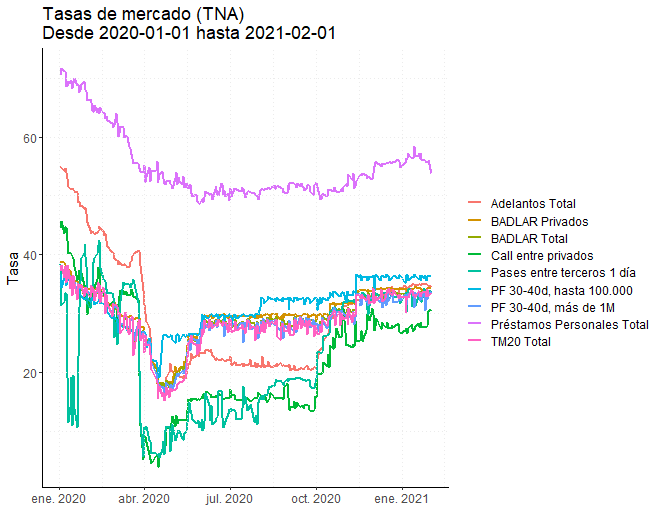 Tasas de mercado (TNA)
Desde 2020-01-01 hasta 2021-02-01
Tasa
60
40
20
ene. 2020
abr. 2020
jul. 2020
oct. 2020
ene. 2021
Adelantos Total
BADLAR Privados
BADLAR Total
Call entre privados
Pases entre terceros 1 día
PF 30-40d, hasta 100.000
PF 30-40d, más de 1M
Préstamos Personales Total
TM20 Total